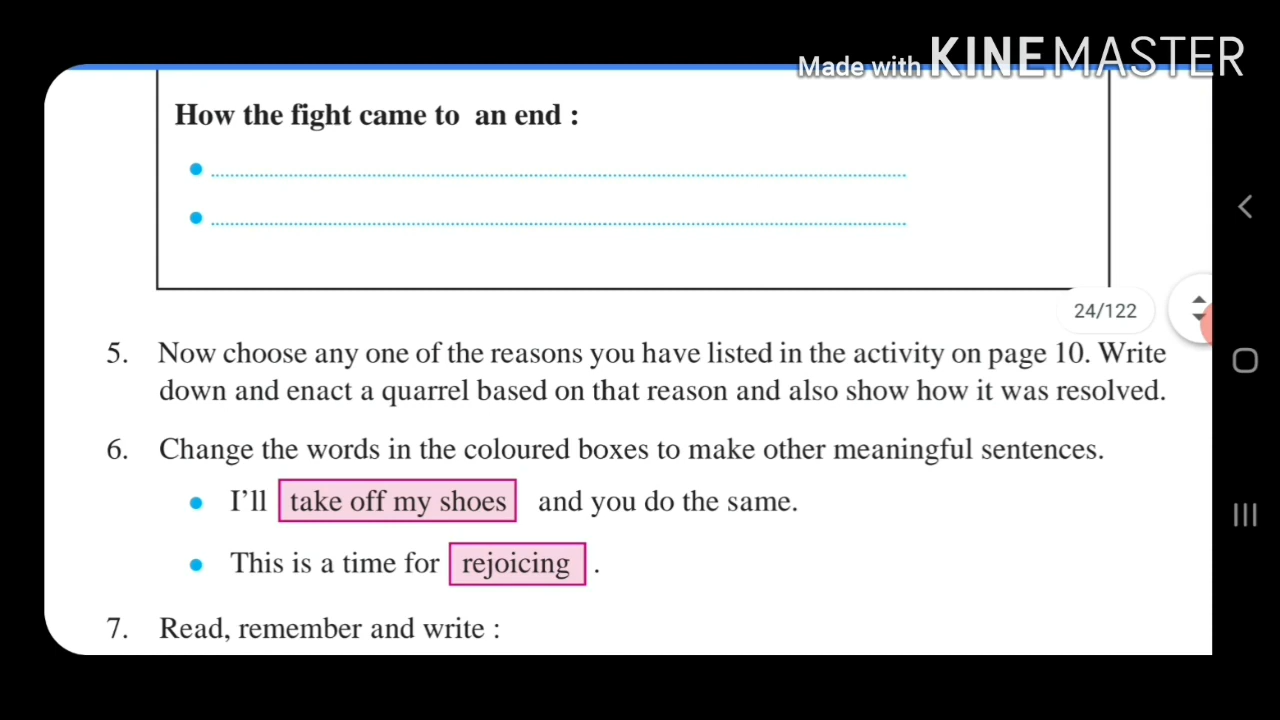 Made with KINEMASTER
How the fight came to an end :
24/122
5. Now choose any one of the reasons you have listed in the activity on page 10. Write
down and enact a quarrel based on that reason and also show how it was resolved.
6. Change the words in the coloured boxes to make other meaningful sentences.
• I’ll take off my shoes and you do the same.
• This is a time for rejoicing .
7. Read, remember and write :